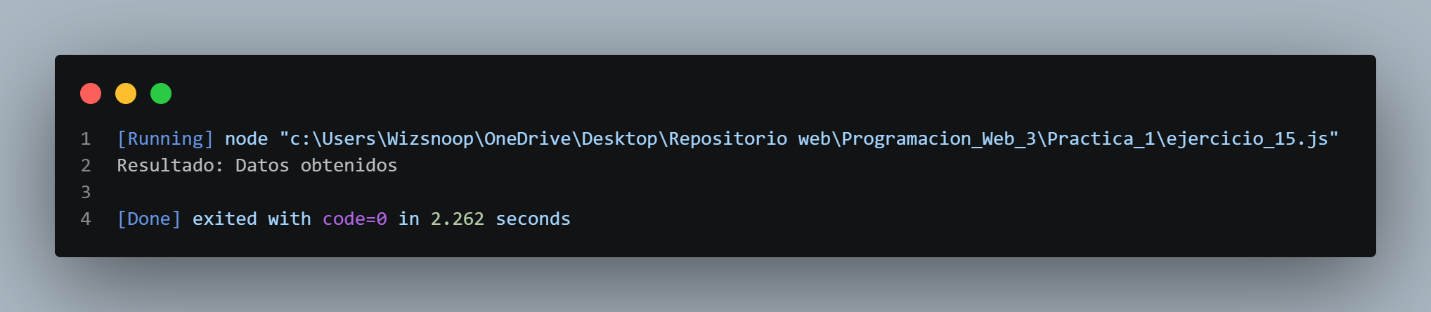 1 [Running] node "c:\Users\Wizsnoop\OneDrive\Desktop\Repositorio web\Programacion_Web_3\Practica_1\ejercicio_15.js"
2 Resultado: Datos obtenidos
3
4 [Done] exited with code=0 in 2.262 seconds